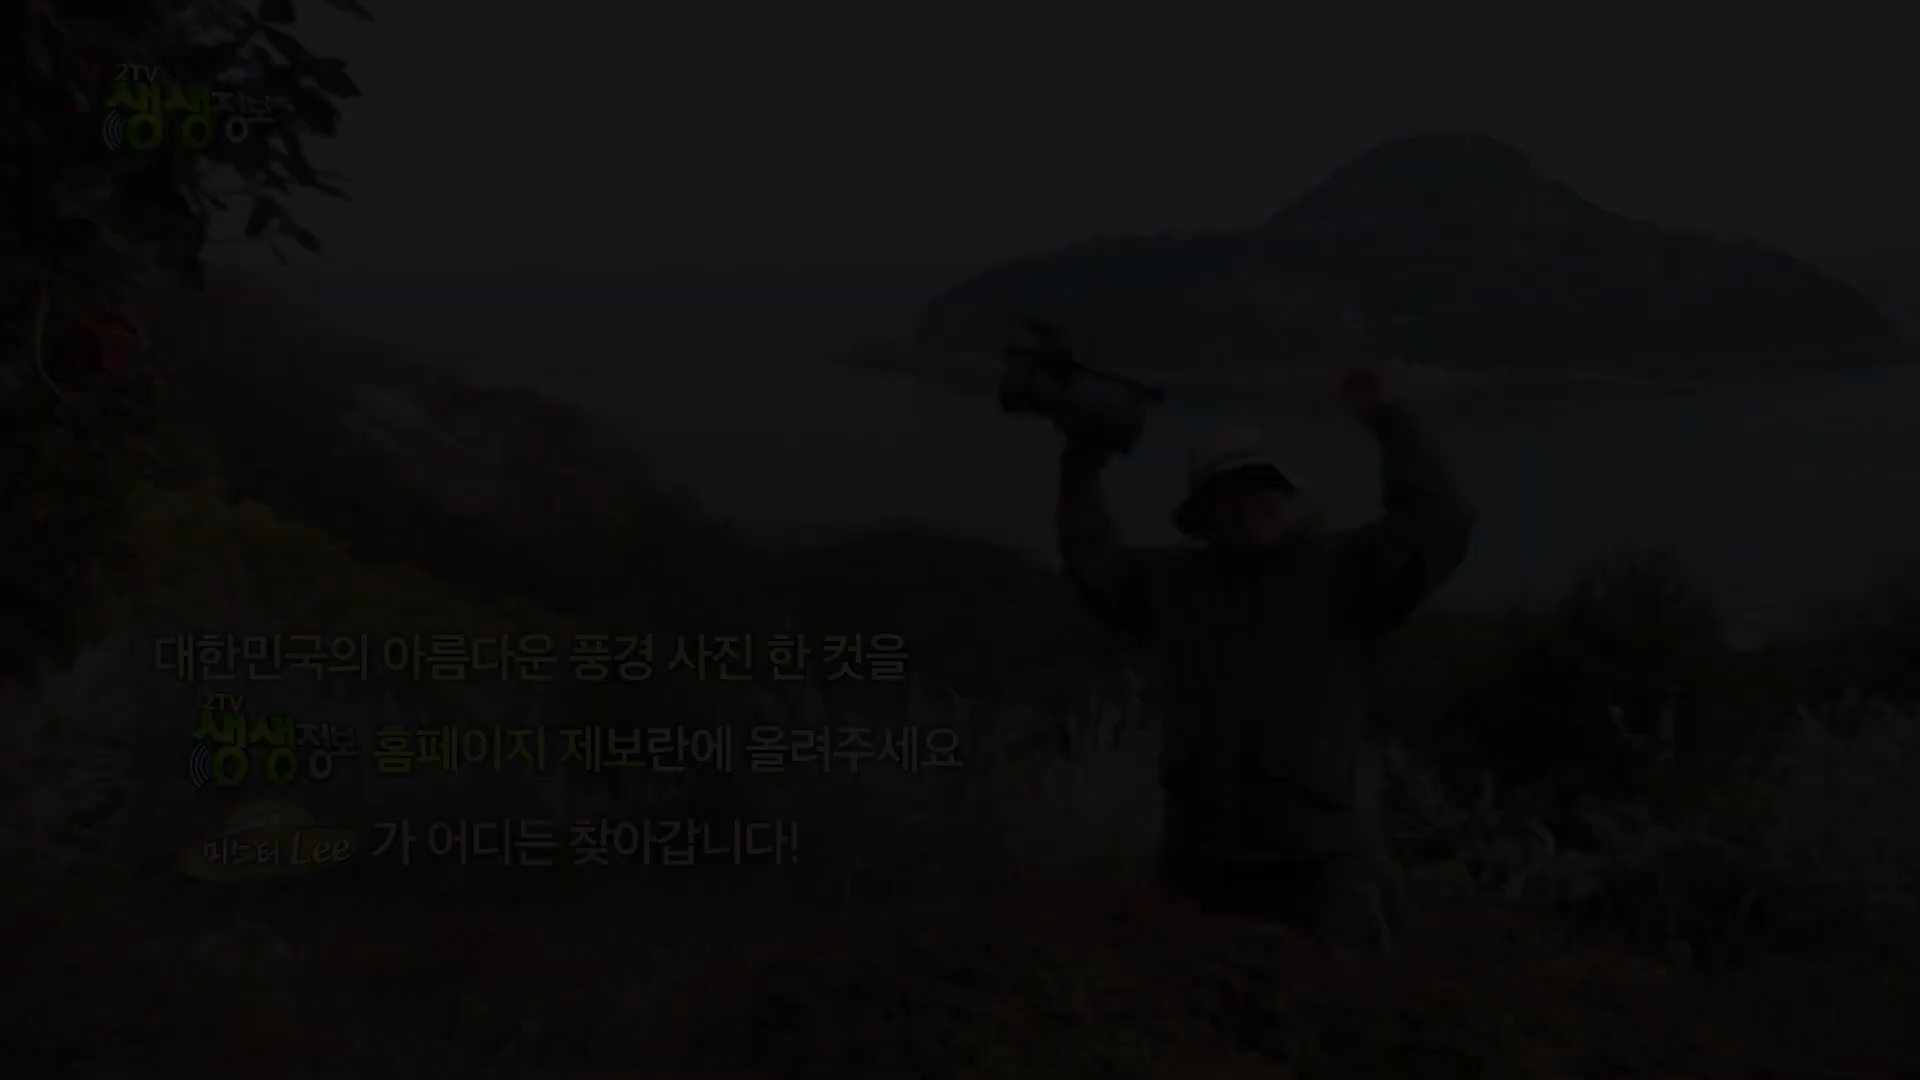 2TV
생생정보
대한민국의 아름다운 풍경 사진 한 컷을
2TV
생생정보 홈페이지 제보란에 올려주세요
미스터 Lee 가 어디든 찾아갑니다!